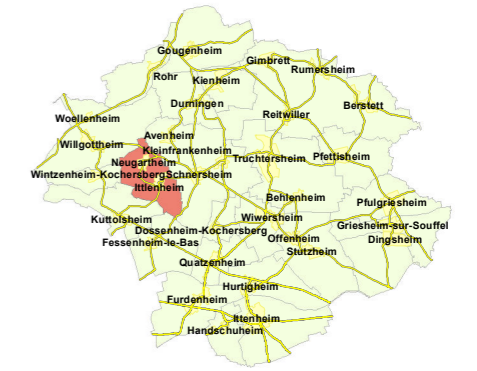 Gougenheim
Gimbrett
Rohr
Kienheim
Rumersheim
Durningen
Berstett
Woellenheim
Reitwiller
Avenheim
Willgottheim
Kleinfrankenheim
Neugartheim
Truchtersheim
Pfettisheim
Wintzenheim-Kochersberg
Schnersheim
Ittlenheim
Behlenheim
Pfulgriesheim
Kuttolsheim
Wiwersheim
Dossenheim-Kochersberg
Griesheim-sur-Souffel
Fessenheim-le-Bas
Offenheim
Dingsheim
Stutzheim
Quatzenheim
Hurtigheim
Furdenheim
Ittenheim
Handschuheim